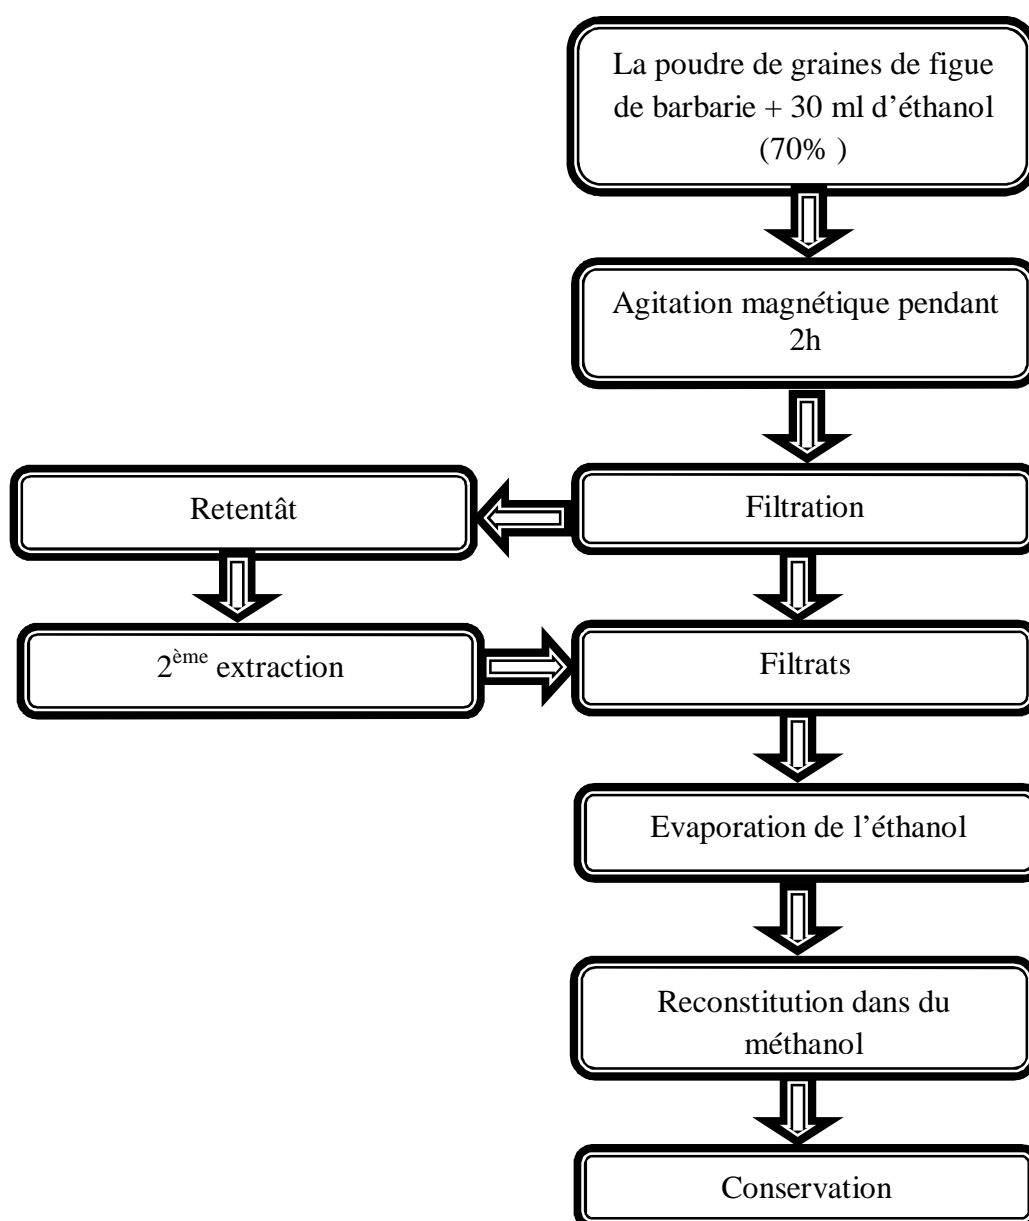 La poudre de graines de figue
de barbarie + 30 ml d’éthanol
(70% )
Agitation magnétique pendant
2h
Filtration
Retentât
2ème extraction
Filtrats
Evaporation de l’éthanol
Reconstitution dans du
méthanol
Conservation